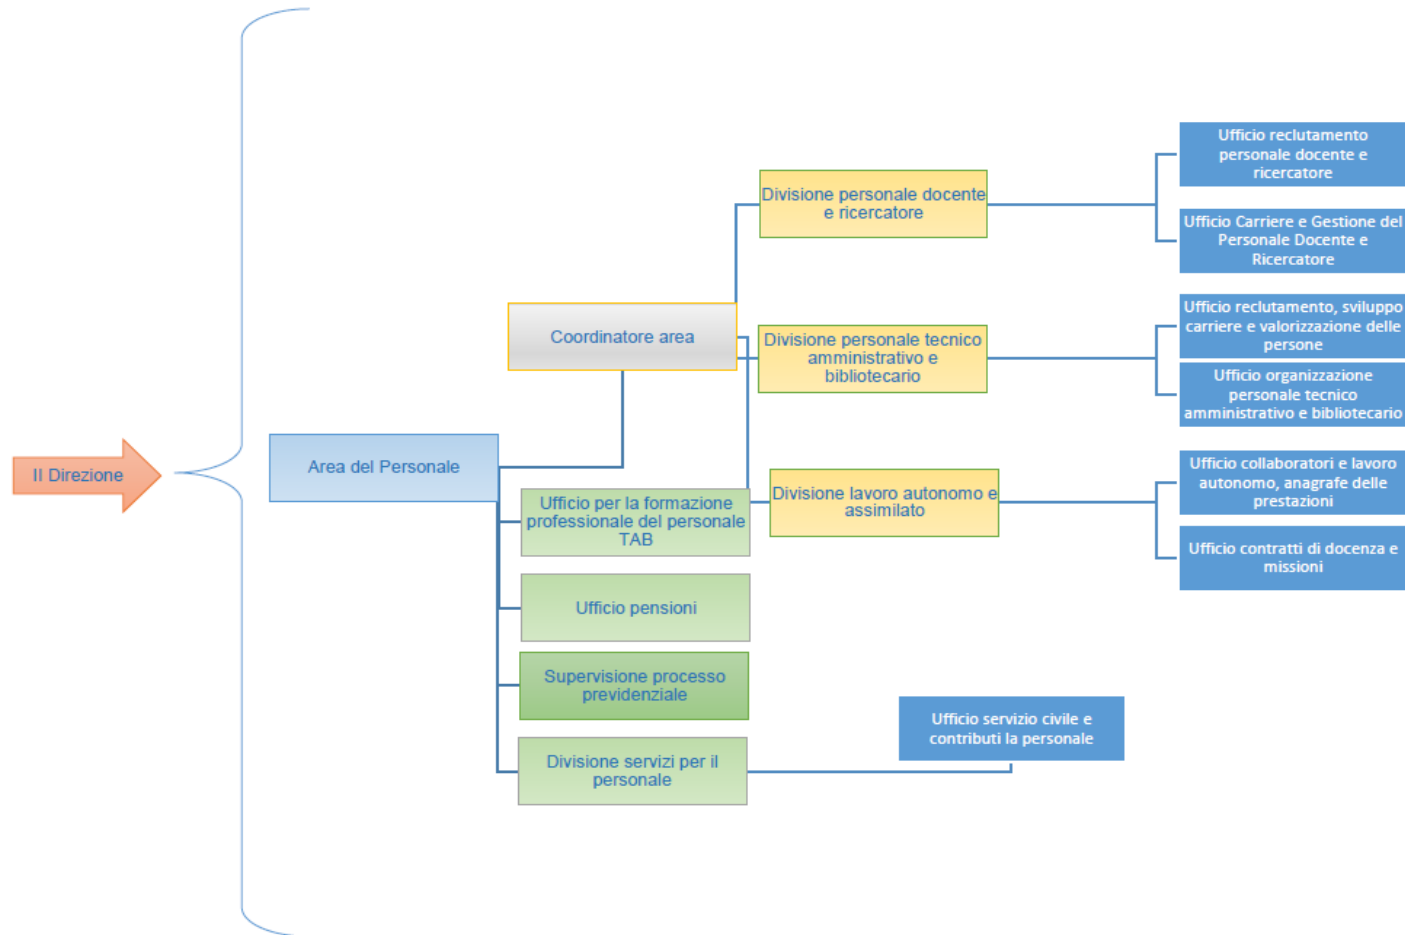 II Direzione
Area del Personale
Coordinatore area
Divisione personale docente
e ricercatore
Ufficio reclutamento
personale docente e
ricercatore
Ufficio Carriere e Gestione del
Personale Docente e
Ricercatore
Divisione personale tecnico
amministrativo e
bibliotecario
Ufficio reclutamento, sviluppo
carriere e valorizzazione delle
persone
Ufficio organizzazione
personale tecnico
amministrativo e bibliotecario
Divisione lavoro autonomo e
assimilato
Ufficio collaboratori e lavoro
autonomo, anagrafe delle
prestazioni
Ufficio contratti di docenza e
missioni
Ufficio per la formazione
professionale del personale
TAB
Ufficio pensioni
Supervisione processo
previdenziale
Divisione servizi per il
personale
Ufficio servizio civile e
contributi la personale